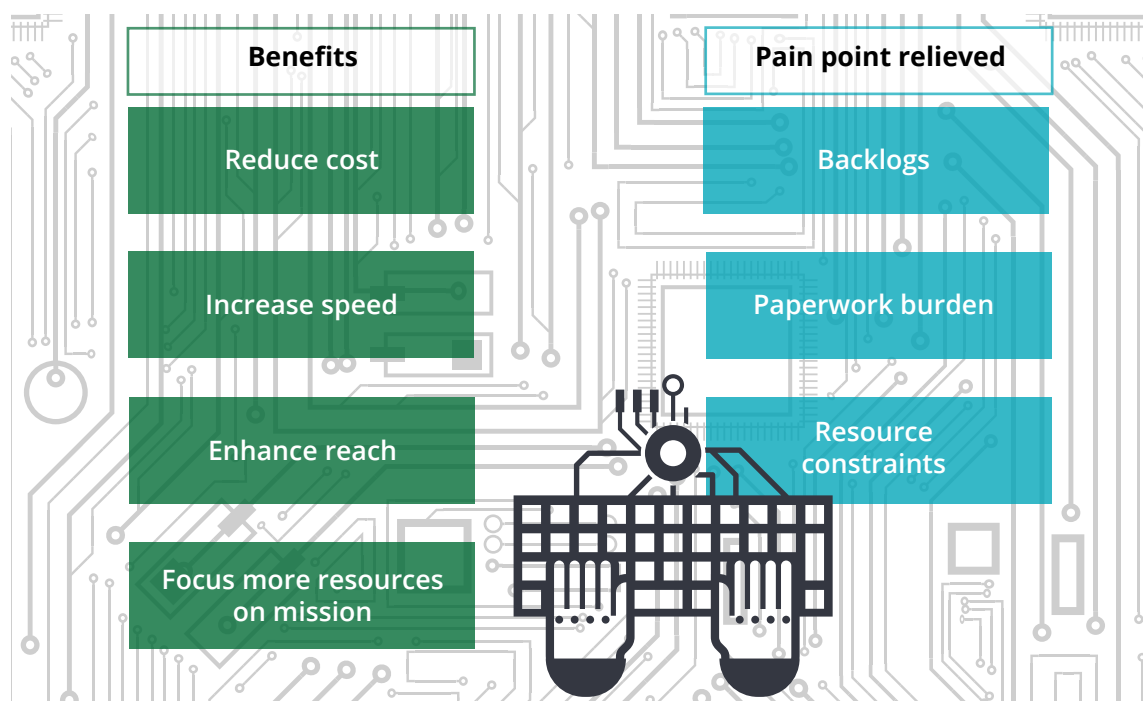 Benefits
Reduce cost
Increase speed
Enhance reach
Focus more resources
on mission
Pain point relieved
Backlogs
Paperwork burden
Resource
constraints